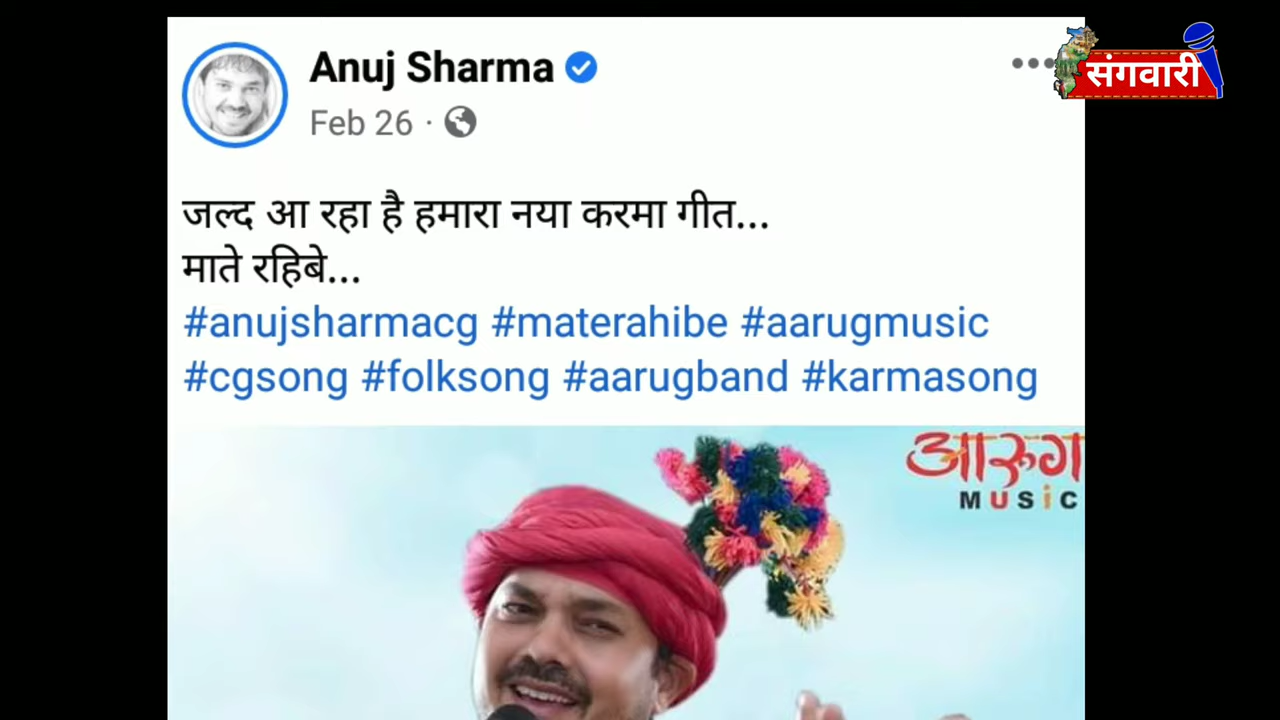 Anuj Sharma
Feb 26 ·
संगवारी
जल्द आ रहा है हमारा नया करमा गीत...
माते रहिबे...
#anujsharmacg #materahibe #aarugmusic
#cgsong #folksong #aarugband #karmasong
आरुग
MUSiC